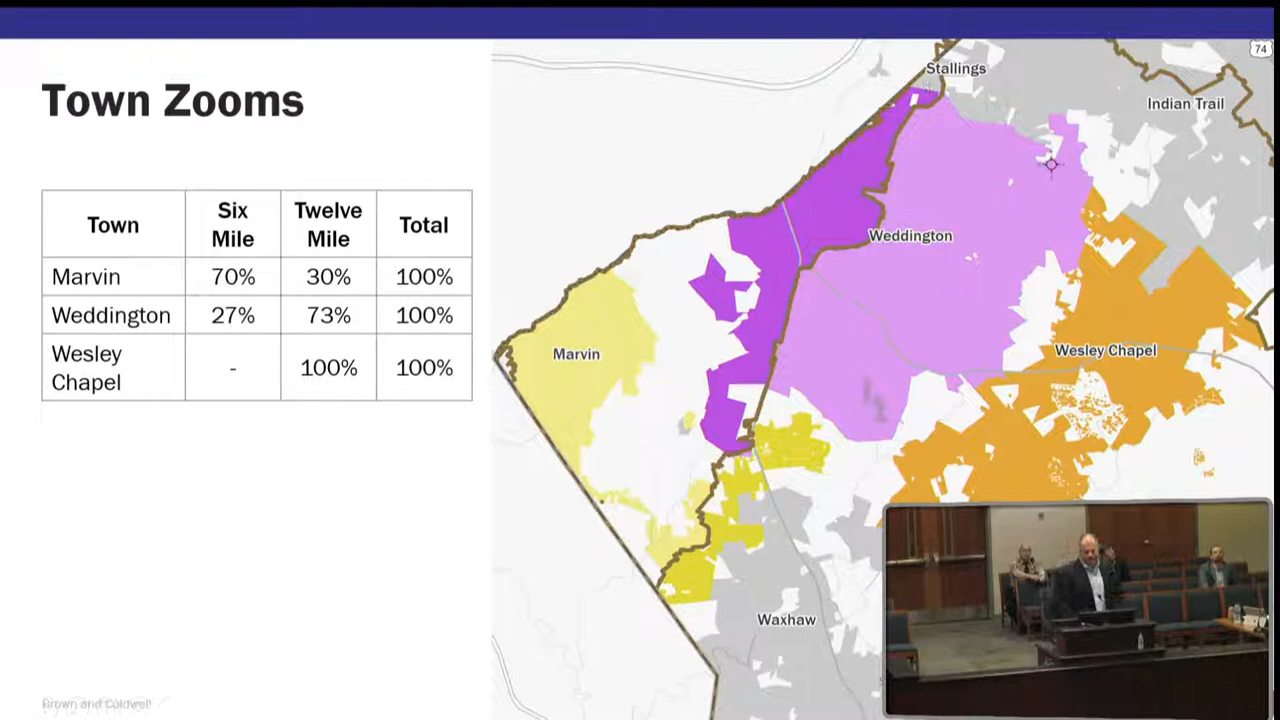 Town Zooms
Town Six Mile Twelve Mile Total
Marvin 70% 30% 100%
Weddington 27% 73% 100%
Wesley Chapel - 100% 100%
74
Stallings
Indian Trail
Weddington
Marvin
Wesley Chapel
Waxhaw
Brown and Caldwell